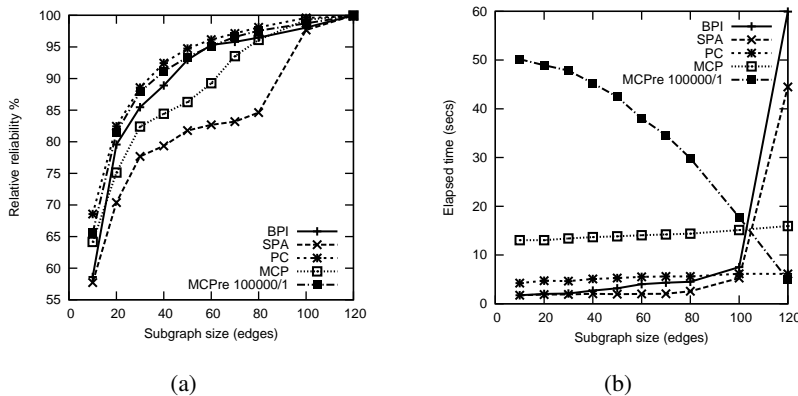 100
95
90
85
80
75
70
65
60
55
0
20
40
60
80
100
120
Relative reliability %
Subgraph size (edges)
BPI
SPA
PC
MCP
MCPre 100000/1
(a)
60
50
40
30
20
10
0
0
20
40
60
80
100
120
Elapsed time (secs)
Subgraph size (edges)
BPI
SPA
PC
MCP
MCPre 100000/1
(b)